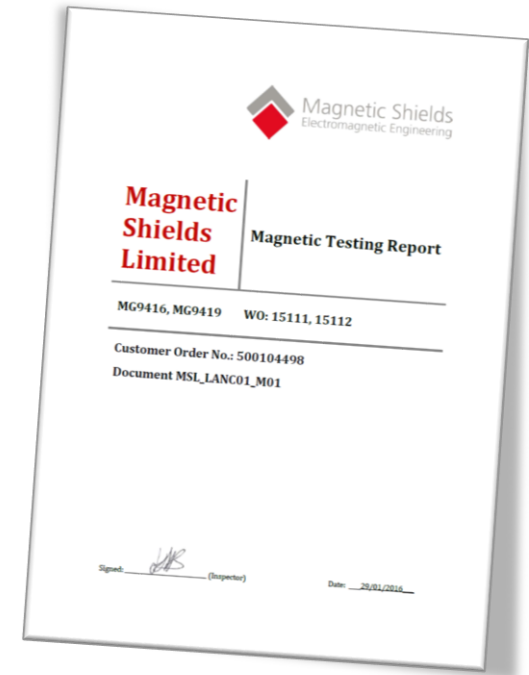 Magnetic Shields
Electromagnetic Engineering
Magnetic
Shields
Limited
Magnetic Testing Report
MG9416, MG9419 WO: 15111, 15112
Customer Order No.: 500104498
Document MSL_LANC01_M01
Signed: (Inspector)
Date: 29/01/2016